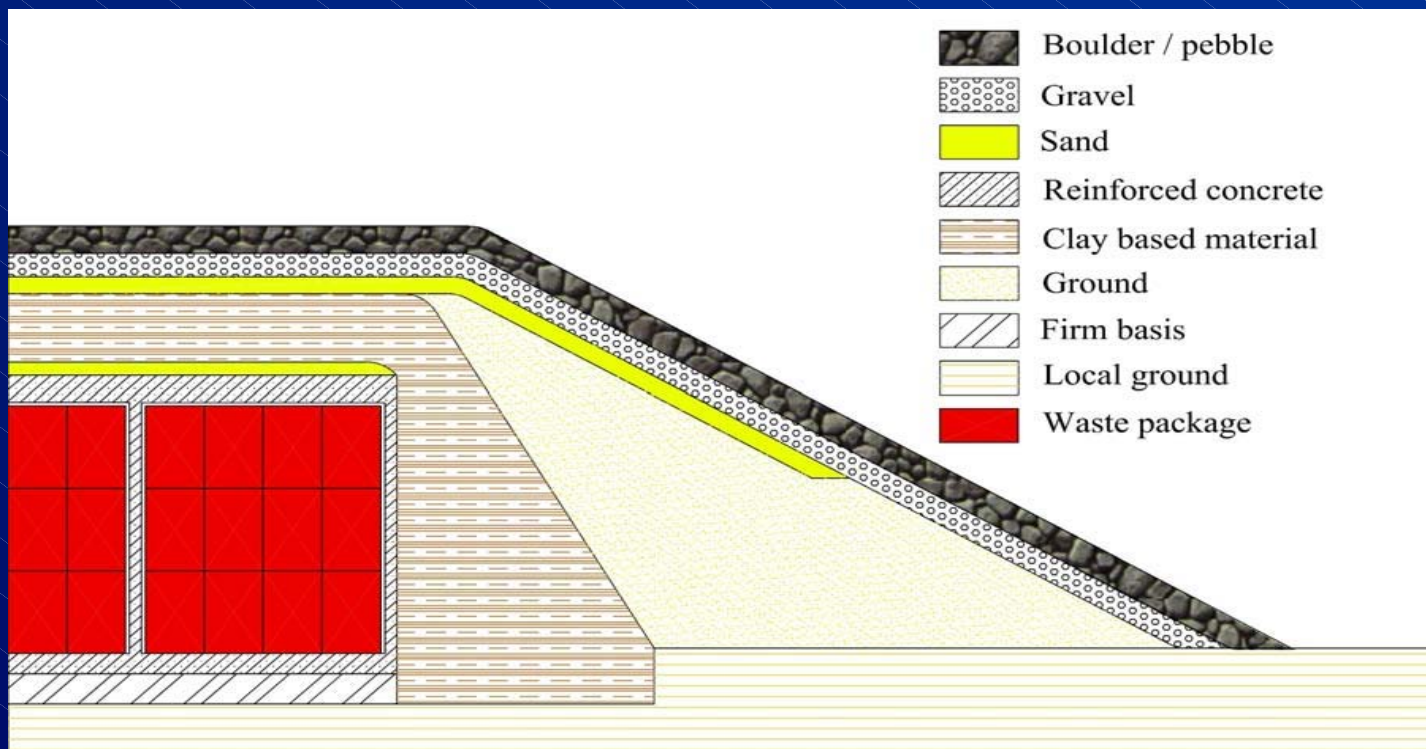 Boulder / pebble
Gravel
Sand
Reinforced concrete
Clay based material
Ground
Firm basis
Local ground
Waste package